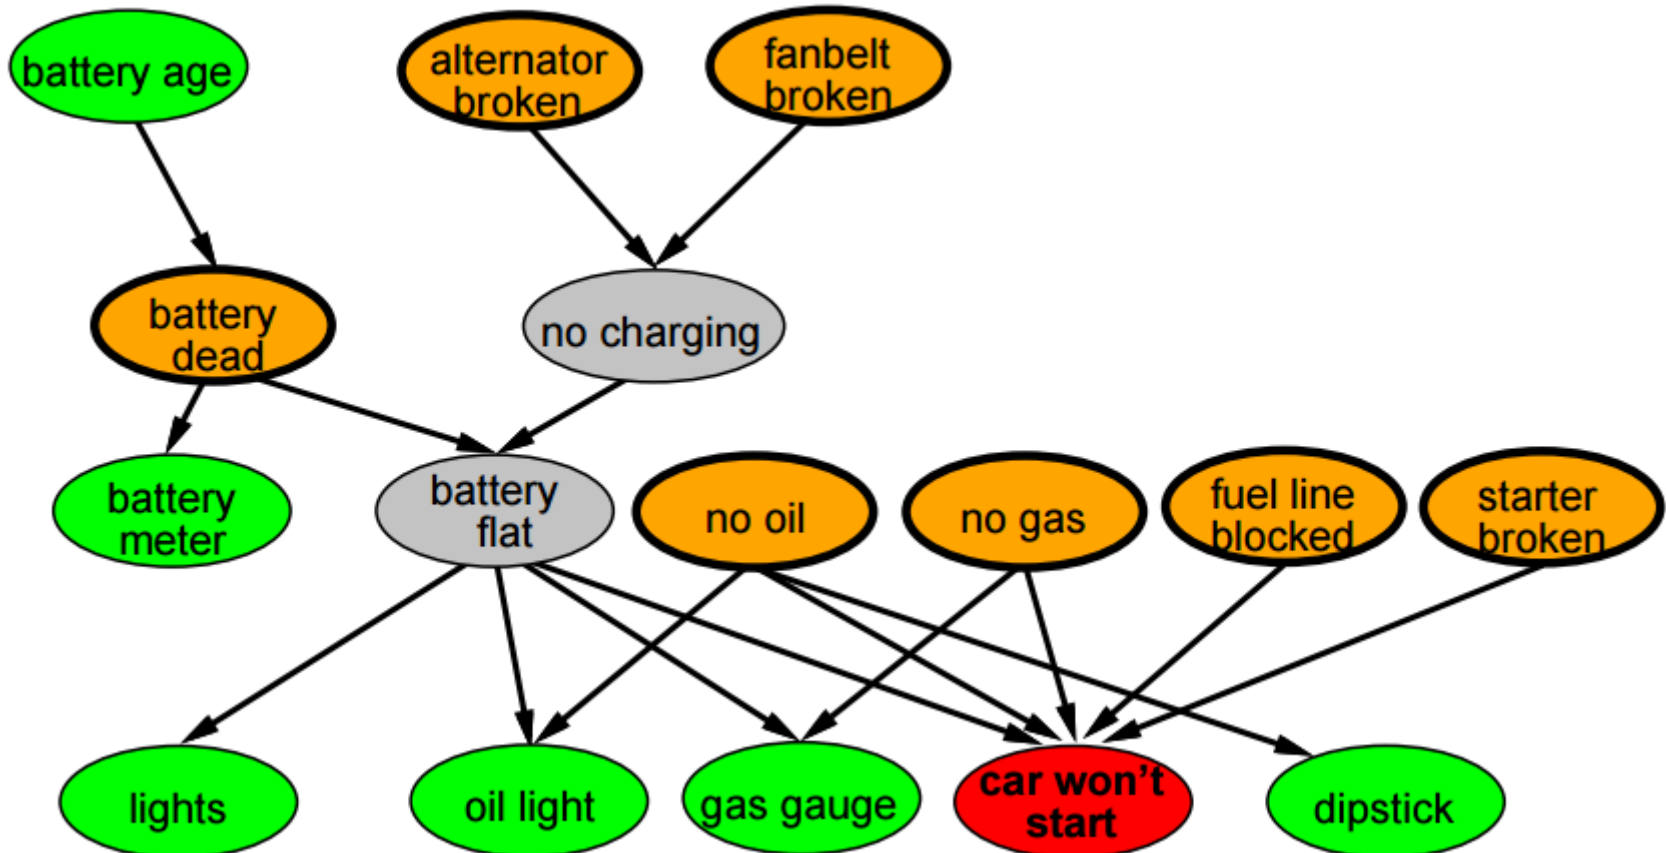 battery age
alternator
broken
fanbelt
broken
battery
dead
no charging
battery
meter
battery
flat
no oil
no gas
fuel line
blocked
starter
broken
lights
oil light
gas gauge
car won’t
start
dipstick